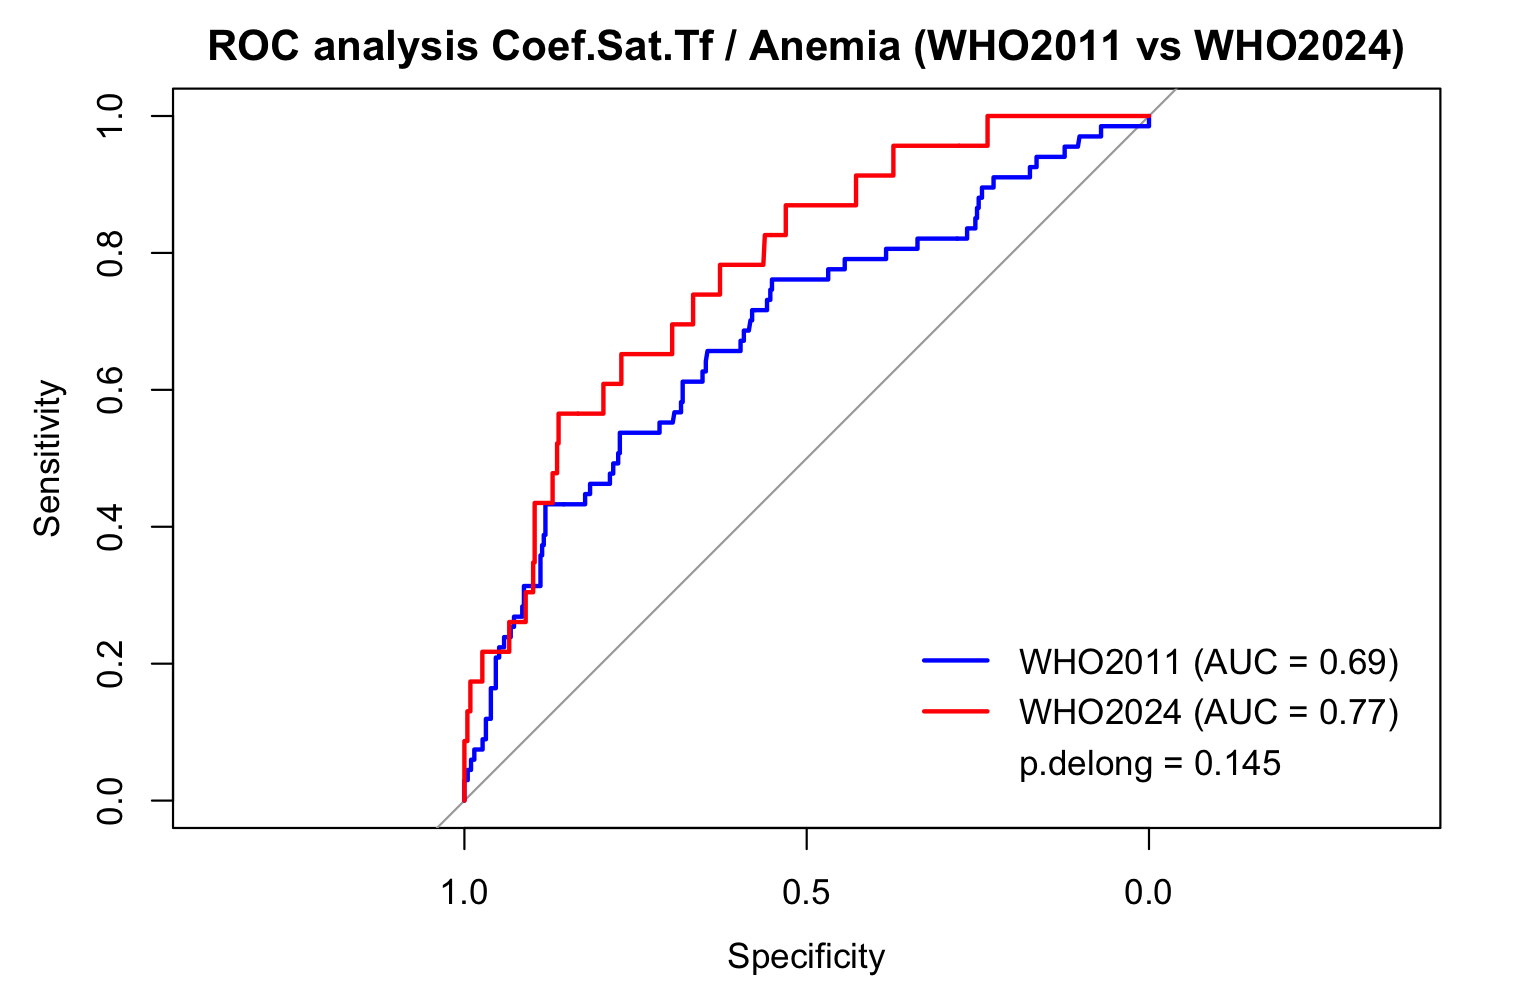 ROC analysis Coef.Sat.Tf / Anemia (WHO2011 vs WHO2024)
Sensitivity
1.0
0.8
0.6
0.4
0.2
0.0
WHO2011 (AUC = 0.69)
WHO2024 (AUC = 0.77)
p.delong = 0.145
1.0 0.5 0.0
Specificity